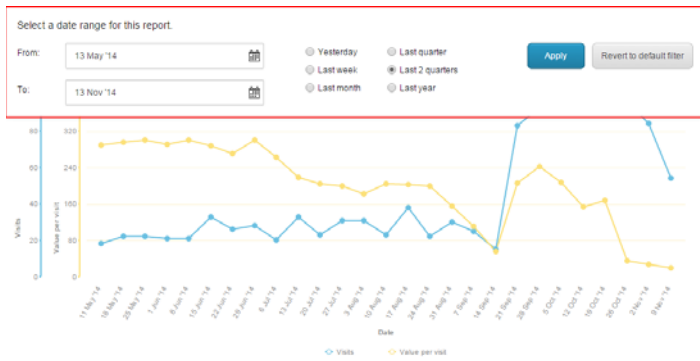 Select a date range for this report.
From: 13 May '14
To: 13 Nov '14
Yesterday Last quarter
Last week Last 2 quarters
Last month Last year
Apply Revert to default filter
80 320
60 240
40 160
20 80
0 0
Visits
Value per visit
11 May '14 18 May '14 25 May '14 1 Jun '14 8 Jun '14 15 Jun '14 22 Jun '14 29 Jun '14 6 Jul '14 13 Jul '14 20 Jul '14 27 Jul '14 3 Aug '14 10 Aug '14 17 Aug '14 24 Aug '14 31 Aug '14 7 Sep '14 14 Sep '14 21 Sep '14 28 Sep '14 5 Oct '14 12 Oct '14 19 Oct '14 26 Oct '14 2 Nov '14 9 Nov '14
Date
Visits Value per visit